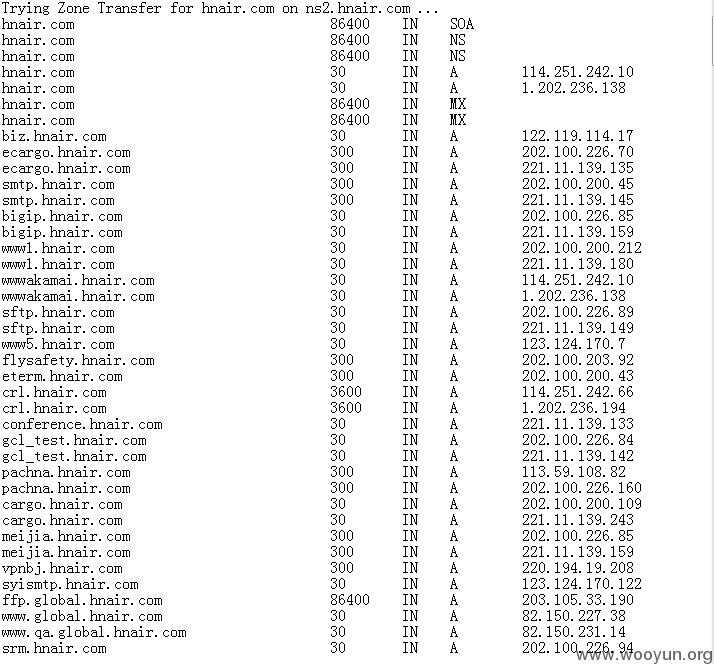 Trying Zone Transfer for hnair.com on ns2.hnair.com ...
hnair.com 86400 IN SOA
hnair.com 86400 IN NS
hnair.com 86400 IN NS
hnair.com 30 IN A 114.251.242.10
hnair.com 30 IN A 1.202.236.138
hnair.com 86400 IN MX
hnair.com 86400 IN MX
biz.hnair.com 30 IN A 122.119.114.17
ecargo.hnair.com 300 IN A 202.100.226.70
ecargo.hnair.com 300 IN A 221.11.139.135
smtp.hnair.com 300 IN A 202.100.200.45
smtp.hnair.com 300 IN A 221.11.139.145
bigip.hnair.com 30 IN A 202.100.226.85
bigip.hnair.com 30 IN A 221.11.139.159
www1.hnair.com 30 IN A 202.100.200.212
www1.hnair.com 30 IN A 221.11.139.180
wwwakamai.hnair.com 30 IN A 114.251.242.10
wwwakamai.hnair.com 30 IN A 1.202.236.138
sftp.hnair.com 30 IN A 202.100.226.89
sftp.hnair.com 30 IN A 221.11.139.149
www5.hnair.com 30 IN A 123.124.170.7
flysafety.hnair.com 300 IN A 202.100.203.92
eterm.hnair.com 300 IN A 202.100.200.43
crl.hnair.com 3600 IN A 114.251.242.66
crl.hnair.com 3600 IN A 1.202.236.194
conference.hnair.com 30 IN A 221.11.139.133
gcl_test.hnair.com 30 IN A 202.100.226.84
gcl_test.hnair.com 30 IN A 221.11.139.142
pachna.hnair.com 300 IN A 113.59.108.82
pachna.hnair.com 300 IN A 202.100.226.160
cargo.hnair.com 30 IN A 202.100.200.109
cargo.hnair.com 30 IN A 221.11.139.243
meijia.hnair.com 300 IN A 202.100.226.85
meijia.hnair.com 300 IN A 221.11.139.159
vpnbj.hnair.com 300 IN A 220.194.19.208
syismtp.hnair.com 30 IN A 123.124.170.122
ffp.global.hnair.com 86400 IN A 203.105.33.190
www.global.hnair.com 30 IN A 82.150.227.38
www.qa.global.hnair.com 30 IN A 82.150.231.14
srm.hnair.com 30 IN A 202.100.226.94
www.wooyun.org